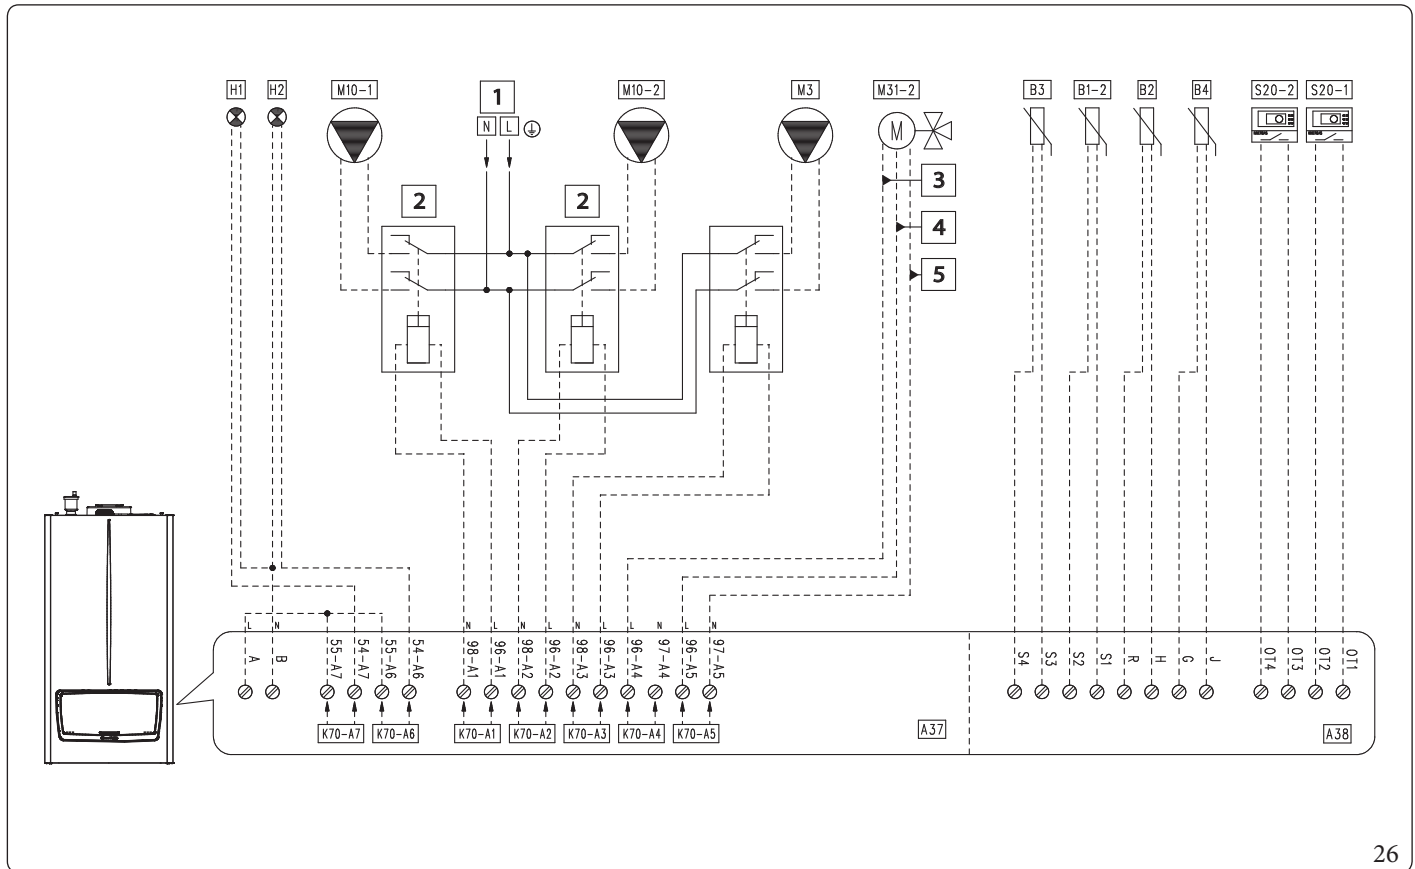 H1 H2 M10-1 1 M10-2 M3 M31-2 B3 B1-2 B2 B4 S20-2 S20-1
N L
M
3
2 2
4
5
L N N L N L N L L N L N
A B 55-A7 54-A7 55-A6 54-A6 98-A1 96-A1 98-A2 96-A2 98-A3 96-A3 96-A4 97-A4 96-A5 97-A5 S4 S3 S2 S1 R H G J OT4 OT3 OT2 OT1
K70-A7 K70-A6 K70-A1 K70-A2 K70-A3 K70-A4 K70-A5 A37 A38
26